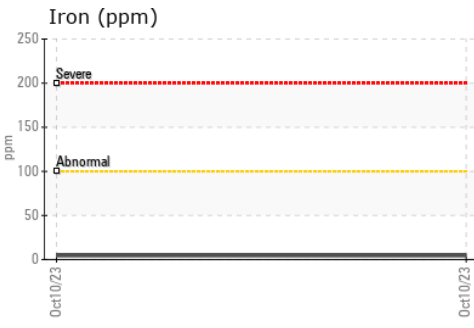 Iron (ppm)
250
Severe
200
150
ppm
Abnormal
100
50
0
Oct10/23
Oct10/23